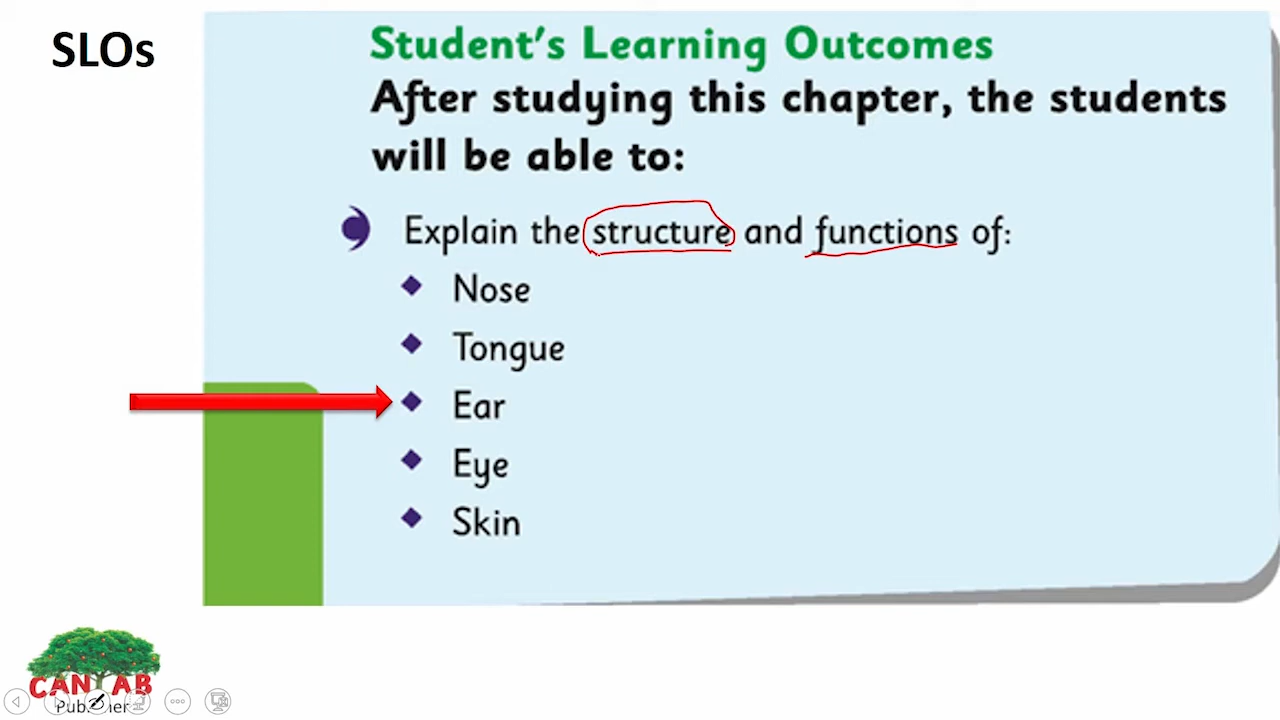 SLOs
Student's Learning Outcomes
After studying this chapter, the students
will be able to:
Explain the structure and functions of:
Nose
Tongue
Ear
Eye
Skin
CANTAB
Publisher